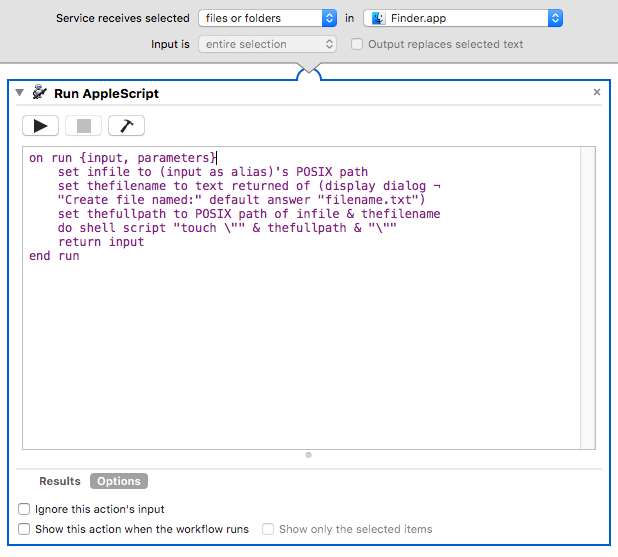 Service receives selected files or folders in Finder.app
Input is entire selection Output replaces selected text
Run AppleScript
on run {input, parameters}
set infile to (input as alias)'s POSIX path
set thefilename to text returned of (display dialog ¬
"Create file named:" default answer "filename.txt")
set thefullpath to POSIX path of infile & thefilename
do shell script "touch \"" & thefullpath & "\""
return input
end run
Results Options
Ignore this action's input
Show this action when the workflow runs Show only the selected items